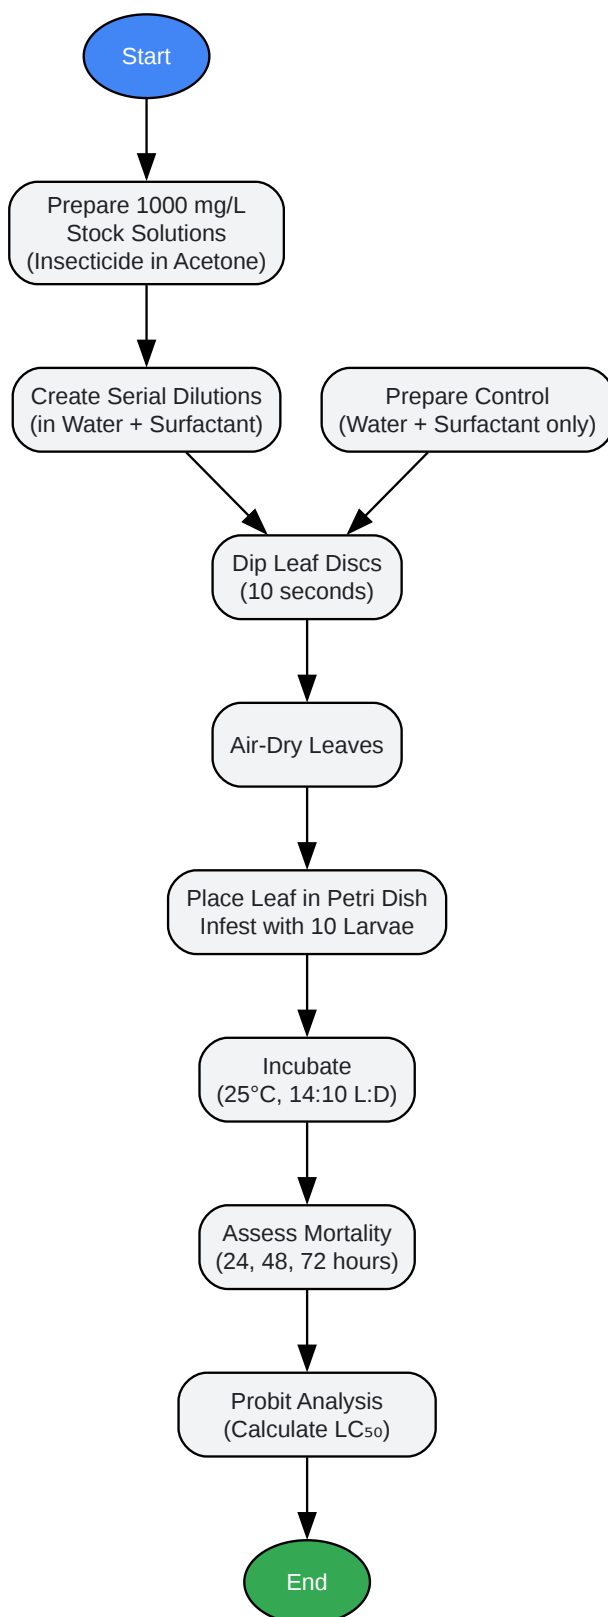 Start
Prepare 1000 mg/L
Stock Solutions
(Insecticide in Acetone)
Create Serial Dilutions
(in Water + Surfactant)
Prepare Control
(Water + Surfactant only)
Dip Leaf Discs
(10 seconds)
Air-Dry Leaves
Place Leaf in Petri Dish
Infest with 10 Larvae
Incubate
(25°C, 14:10 L:D)
Assess Mortality
(24, 48, 72 hours)
Probit Analysis
(Calculate LC₅₀)
End